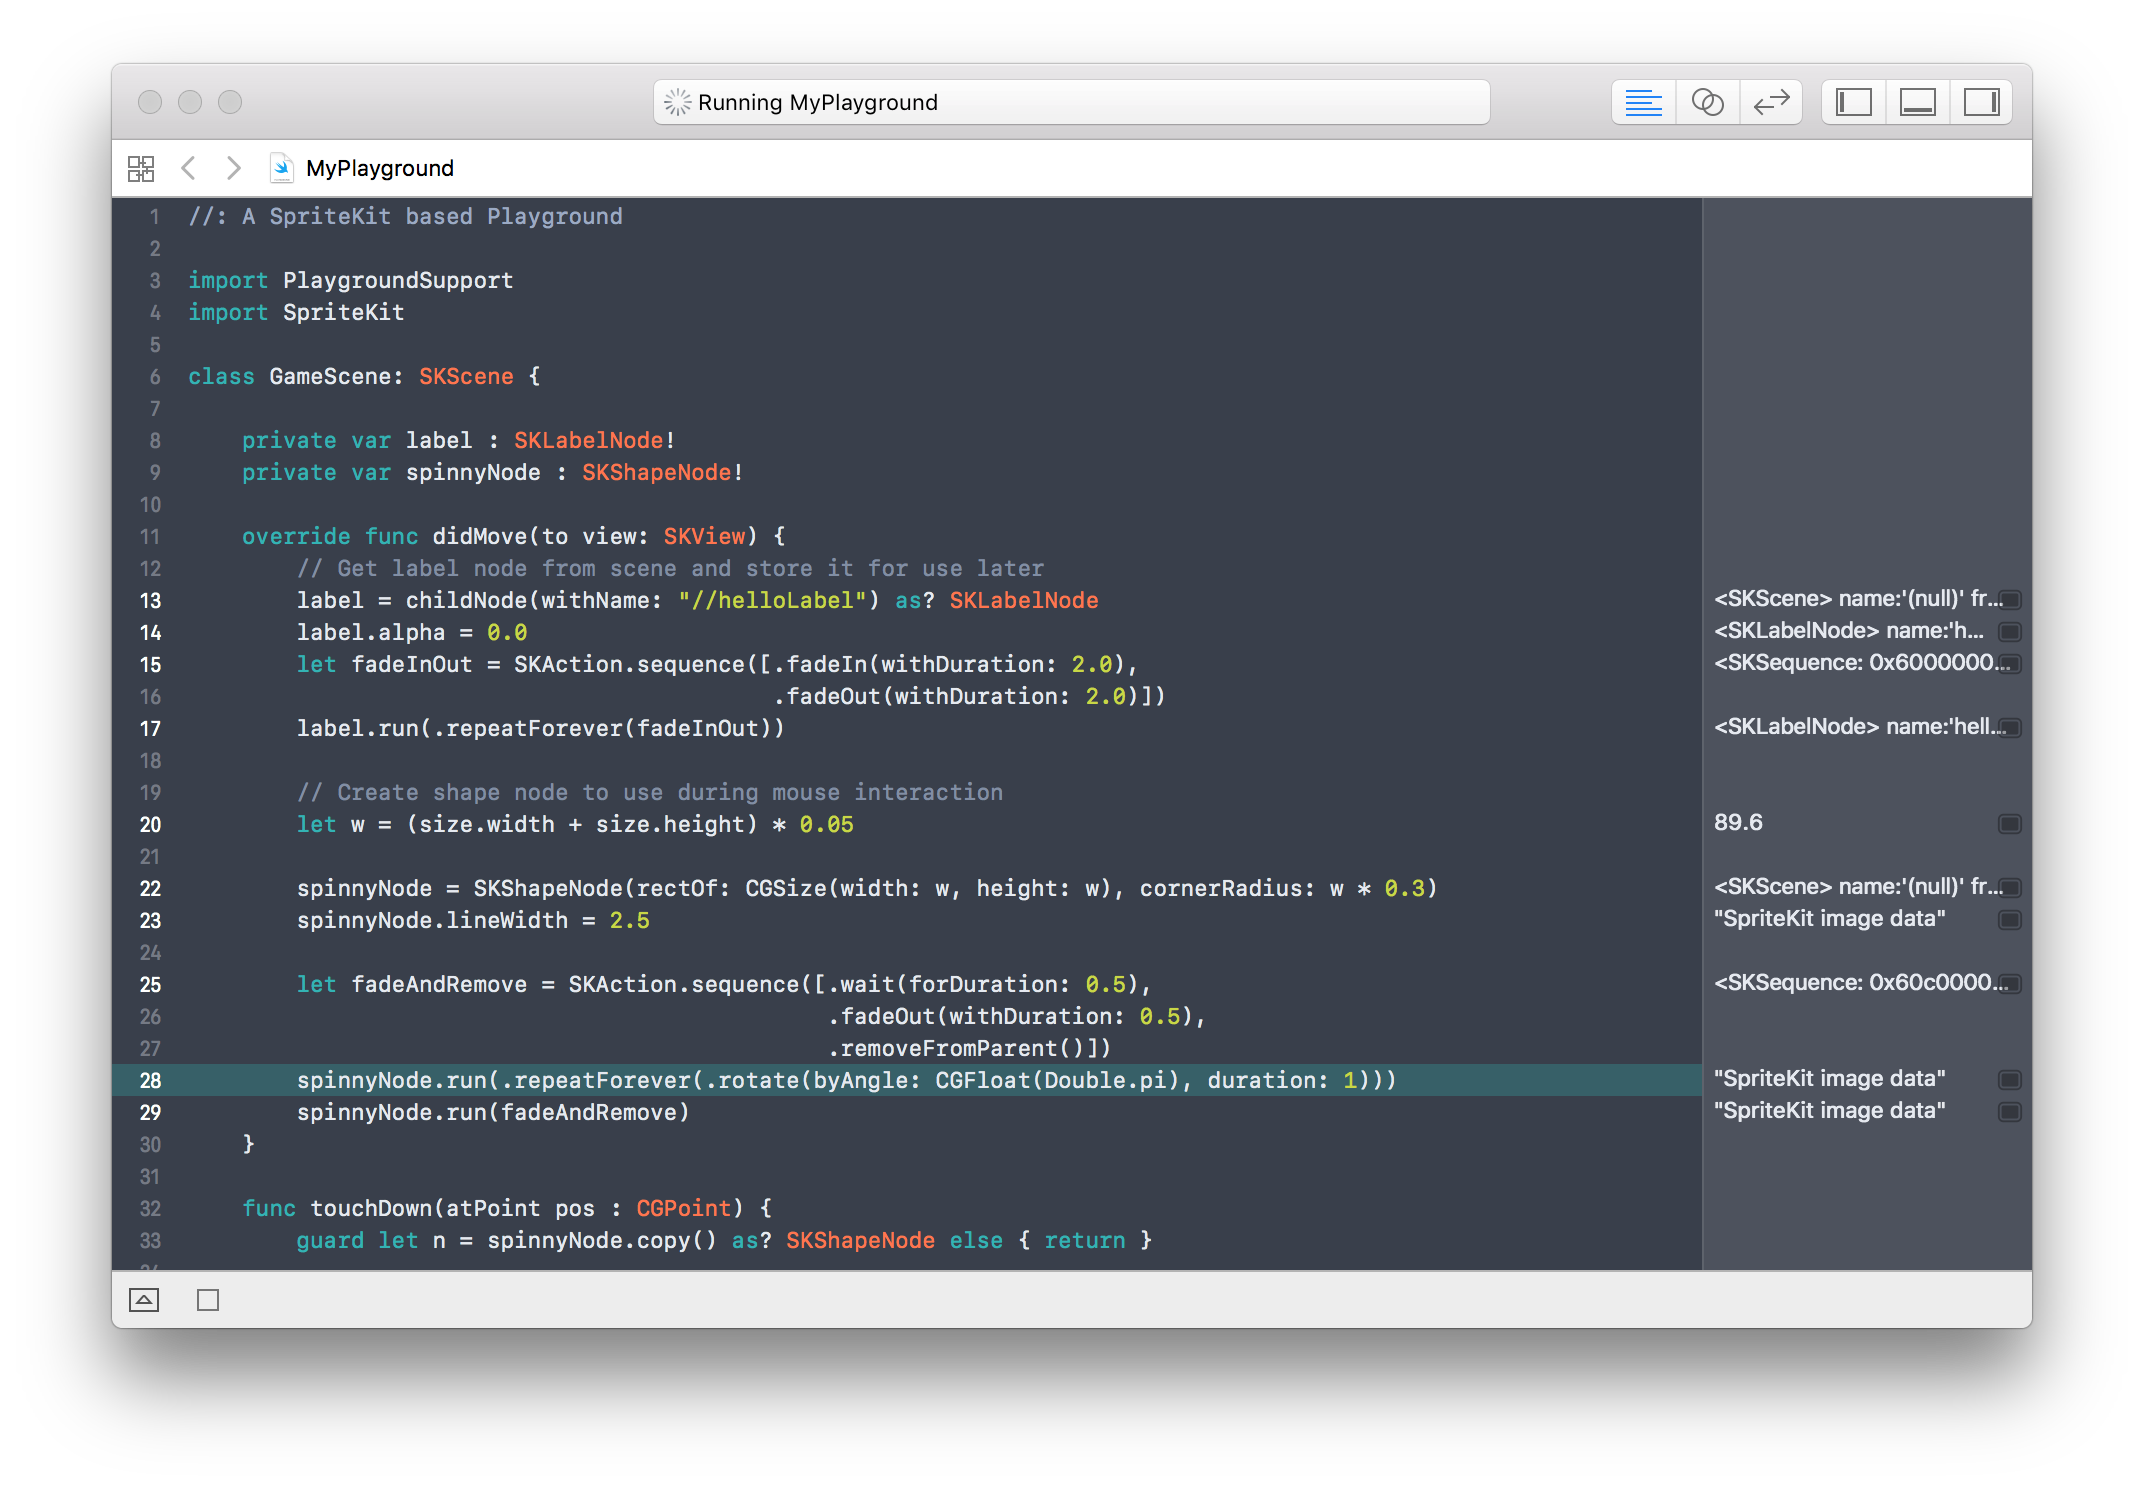 Running MyPlayground
MyPlayground
1 //: A SpriteKit based Playground
2
3 import PlaygroundSupport
4 import SpriteKit
5
6 class GameScene: SKScene {
7
8 private var label : SKLabelNode!
9 private var spinnyNode : SKShapeNode!
10
11 override func didMove(to view: SKView) {
12 // Get label node from scene and store it for use later
13 label = childNode(withName: "//helloLabel") as? SKLabelNode <SKScene> name:'(null)' fr...
14 label.alpha = 0.0 <SKLabelNode> name:'h...
15 let fadeInOut = SKAction.sequence([.fadeIn(withDuration: 2.0), <SKSequence: 0x6000000...
16 .fadeOut(withDuration: 2.0)])
17 label.run(.repeatForever(fadeInOut)) <SKLabelNode> name:'hell...
18
19 // Create shape node to use during mouse interaction
20 let w = (size.width + size.height) * 0.05 89.6
21
22 spinnyNode = SKShapeNode(rectOf: CGSize(width: w, height: w), cornerRadius: w * 0.3) <SKScene> name:'(null)' fr...
23 spinnyNode.lineWidth = 2.5 "SpriteKit image data"
24
25 let fadeAndRemove = SKAction.sequence([.wait(forDuration: 0.5), <SKSequence: 0x60c0000...
26 .fadeOut(withDuration: 0.5),
27 .removeFromParent()])
28 spinnyNode.run(.repeatForever(.rotate(byAngle: CGFloat(Double.pi), duration: 1))) "SpriteKit image data"
29 spinnyNode.run(fadeAndRemove) "SpriteKit image data"
30 }
31
32 func touchDown(atPoint pos : CGPoint) {
33 guard let n = spinnyNode.copy() as? SKShapeNode else { return }